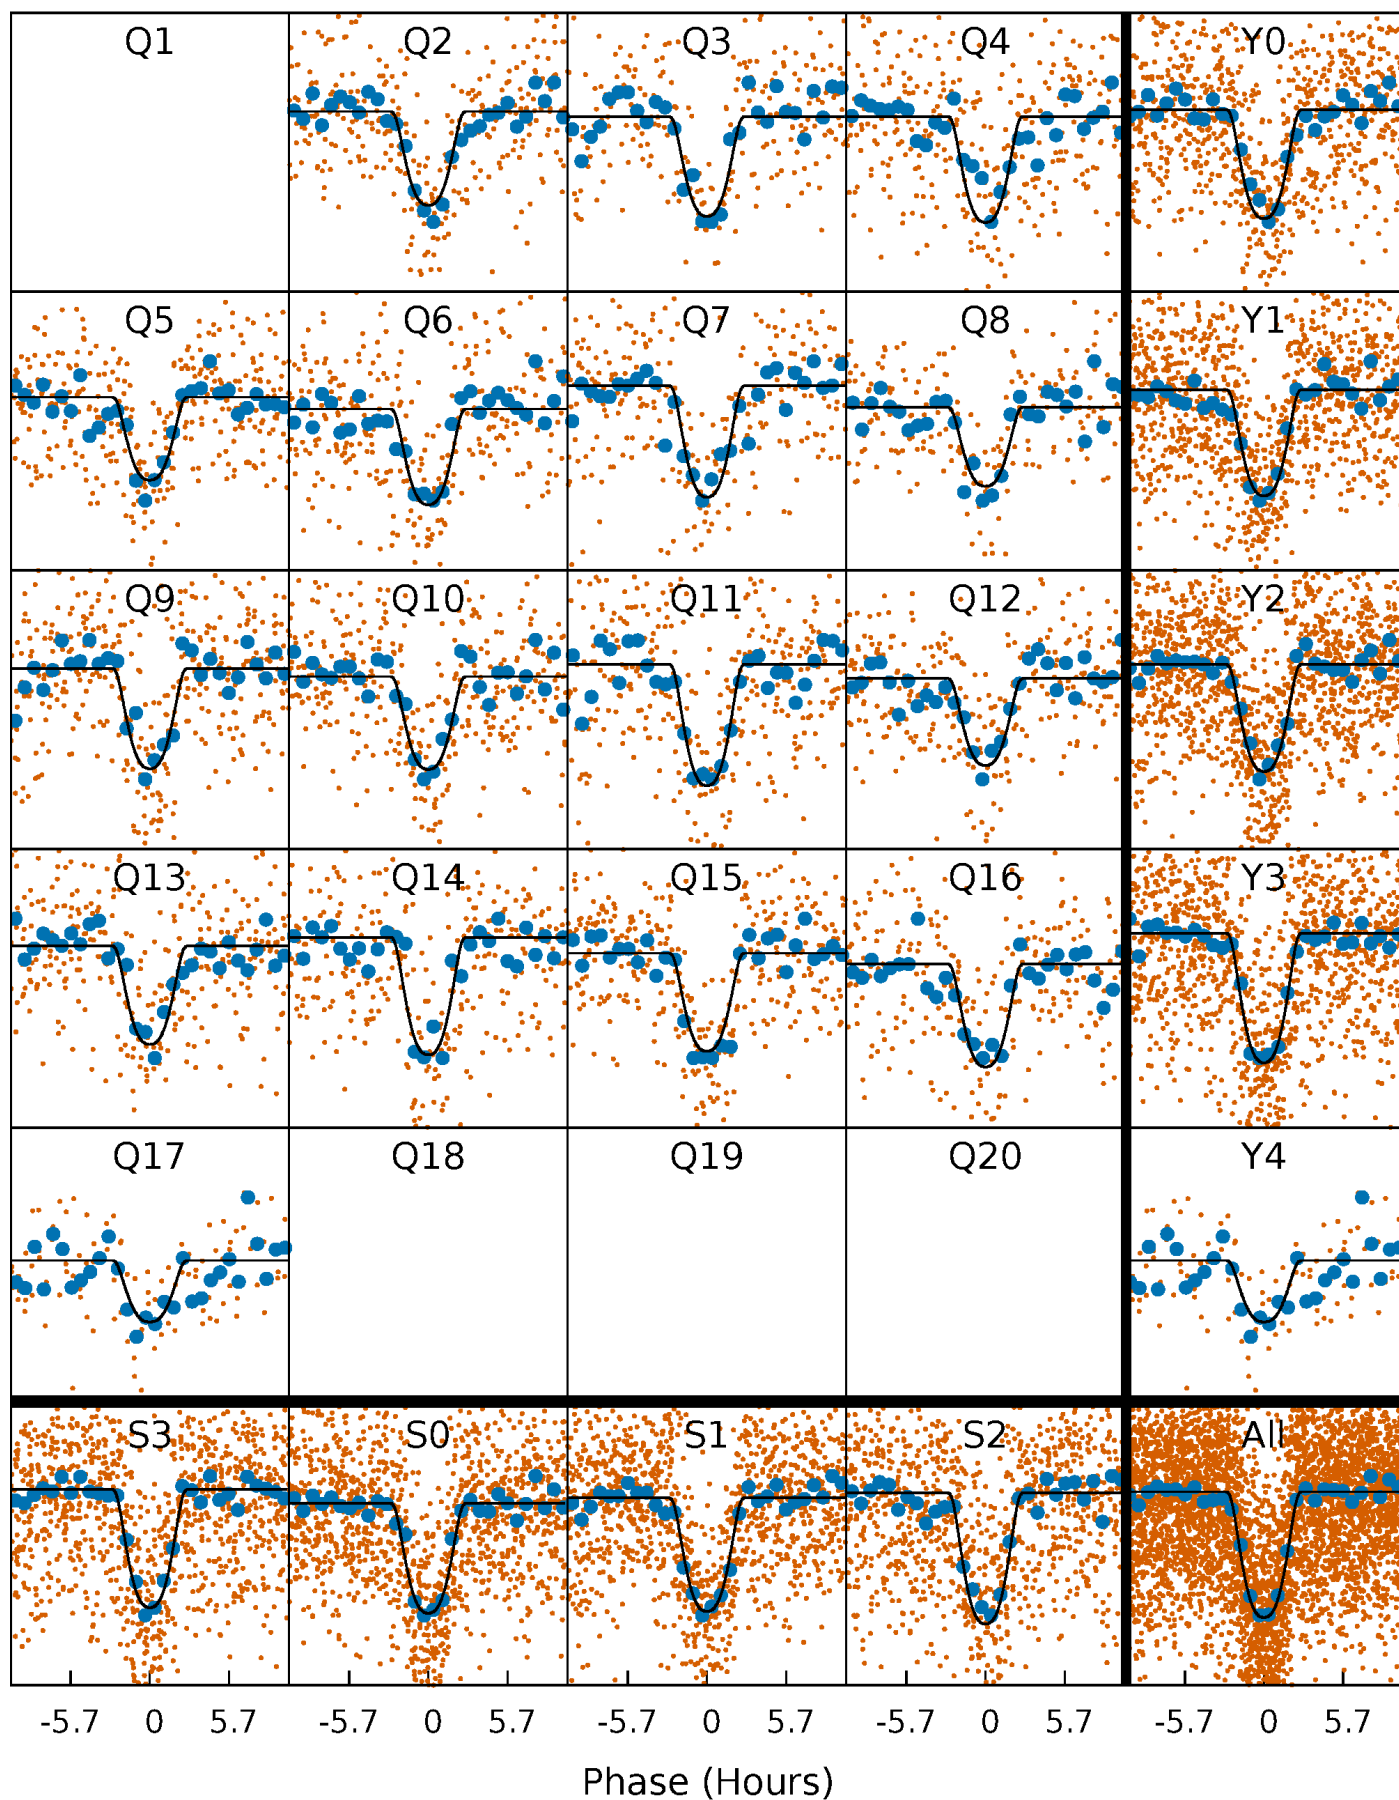 Q1 Q2 Q3 Q4 Y0
Q5 Q6 Q7 Q8 Y1
Q9 Q10 Q11 Q12 Y2
Q13 Q14 Q15 Q16 Y3
Q17 Q18 Q19 Q20 Y4
S3 S0 S1 S2 All
-5.7 0 5.7 -5.7 0 5.7 -5.7 0 5.7 -5.7 0 5.7 -5.7 0 5.7
Phase (Hours)